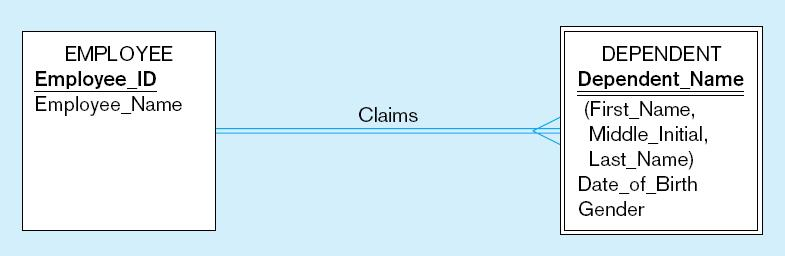 EMPLOYEE
Employee_ID
Employee_Name
Claims
DEPENDENT
Dependent_Name
(First_Name,
Middle_Initial,
Last_Name)
Date_of_Birth
Gender